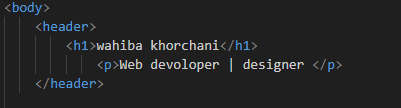 <body>
<header>
<h1>wahiba khorchani</h1>
<p>Web devoloper | designer </p>
</header>